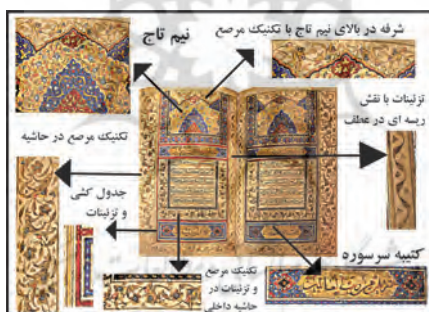 شرفه در بالای نیم تاج با تکنیک مرصع
نیم تاج
تزئینات با نقش
ریسه ای در عطف
تکنیک مرصع در حاشیه
جدول کشی
و تزئینات
کتیبه سرسوره
تکنیک مرصع
و تزئینات در
حاشیه داخلی